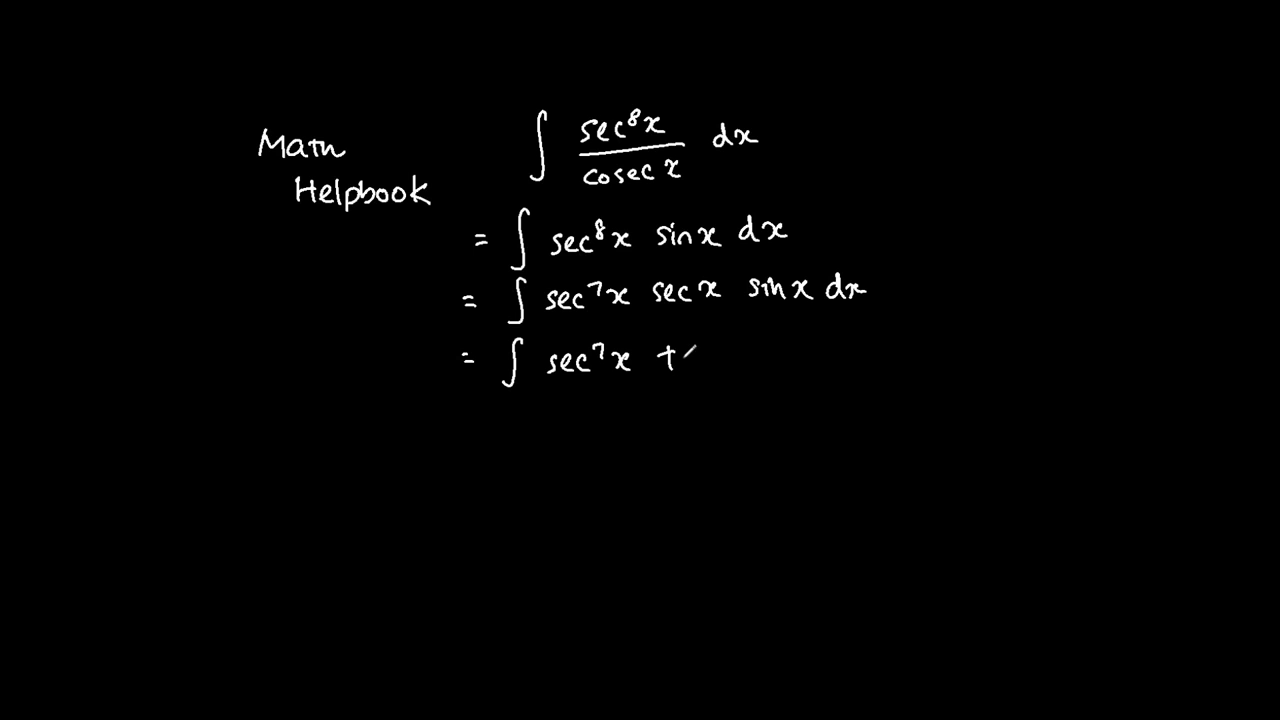 Math
Helpbook
∫ sec⁸x / cosec x dx
= ∫ sec⁸x sin x dx
= ∫ sec⁷x sec x sin x dx
= ∫ sec⁷x t